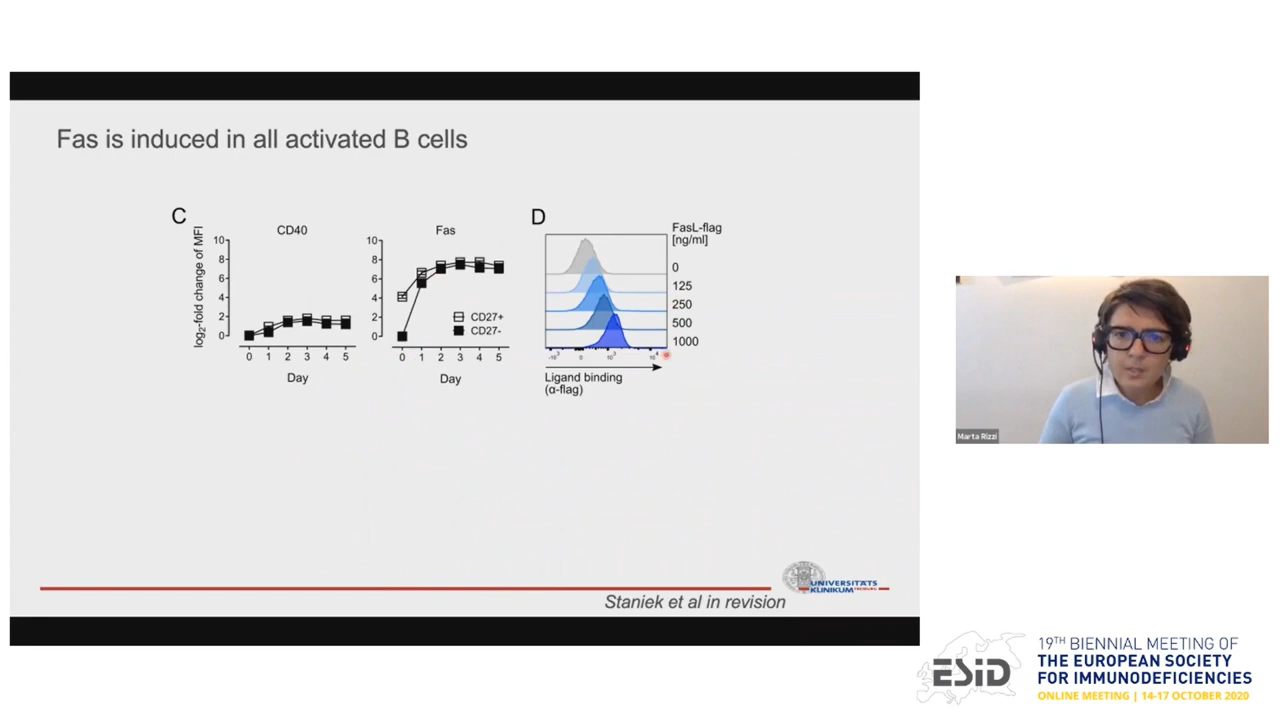 Fas is induced in all activated B cells
C
CD40
Fas
log2-fold change of MFI
10
8
6
4
2
0
0 1 2 3 4 5
Day
10
8
6
4
2
0
CD27+
CD27-
0 1 2 3 4 5
Day
D
FasL-flag
[ng/ml]
0
125
250
500
1000
-10³ 0 10³ 10⁴
Ligand binding
(α-flag)
UNIVERSITÄTS
KLINIKUM FREIBURG
Staniek et al in revision
Marta Rizzi
ESID
19TH BIENNIAL MEETING OF
THE EUROPEAN SOCIETY
FOR IMMUNODEFICIENCIES
ONLINE MEETING | 14-17 OCTOBER 2020